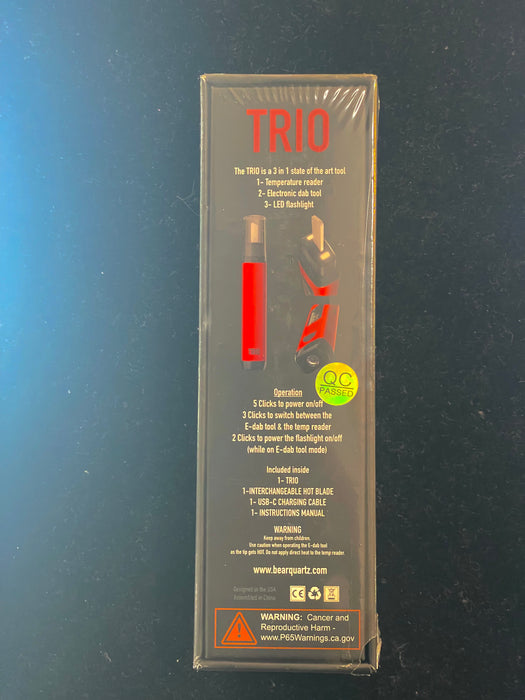 TRIO
The TRIO is a 3 in 1 state of the art tool
1- Temperature reader
2- Electronic dab tool
3- LED flashlight
QC
PASSED
Operation
5 Clicks to power on/off
3 Clicks to switch between the
E-dab tool & the temp reader
2 Clicks to power the flashlight on/off
(while on E-dab tool mode)
Included inside
1- TRIO
1-INTERCHANGEABLE HOT BLADE
1- USB-C CHARGING CABLE
1- INSTRUCTIONS MANUAL
WARNING
Keep away from children.
Use caution when operating the E-dab tool
as the tip gets HOT. Do not apply direct heat to the temp reader.
www.bearquartz.com
Designed in the USA
Assembled in China
CE
WARNING: Cancer and
Reproductive Harm -
www.P65Warnings.ca.gov